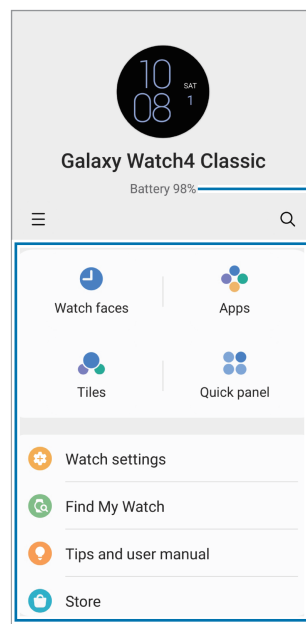 10
08
SAT
1
Galaxy Watch4 Classic
Battery 98%
Watch faces
Apps
Tiles
Quick panel
Watch settings
Find My Watch
Tips and user manual
Store